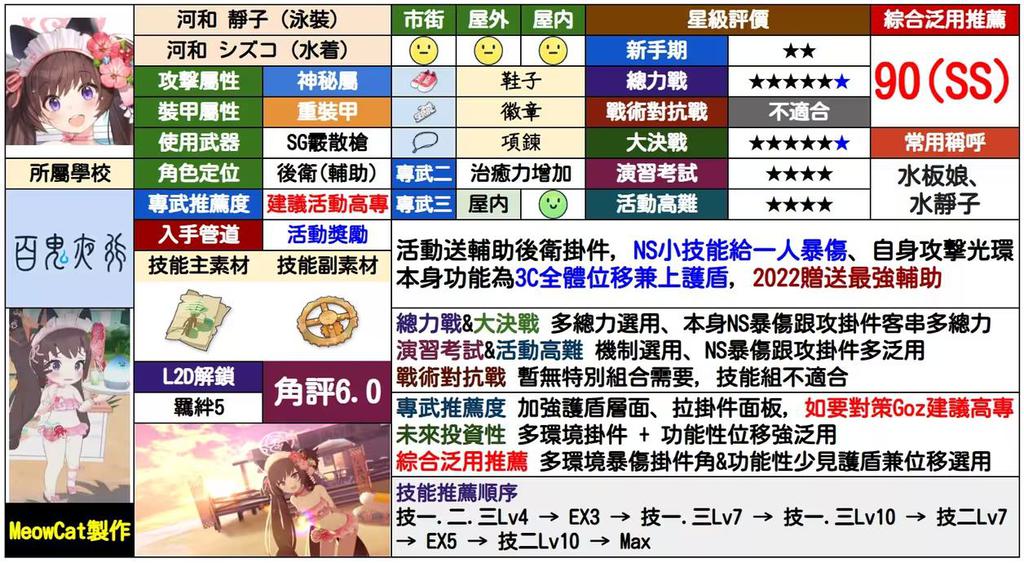 河和 靜子（泳裝）
河和 シズコ（水着）
攻擊屬性 神秘屬
裝甲屬性 重裝甲
使用武器 SG霰散槍
所屬學校
角色定位 後衛(輔助)
專武推薦度 建議活動高專
百鬼夜行
入手管道 活動獎勵
技能主素材 技能副素材
L2D解鎖
羈絆5
角評6.0
MeowCat製作
市街 屋外 屋内
鞋子
徽章
項鍊
專武二 治癒力增加
專武三 屋内
星級評價
新手期 ★★
總力戰 ★★★★★★
戰術對抗戰 不適合
大決戰 ★★★★★★
演習考試 ★★★★
活動高難 ★★★★
綜合泛用推薦
90(SS)
常用稱呼
水板娘、
水靜子
活動送輔助後衛掛件，NS小技能給一人暴傷、自身攻擊光環
本身功能為3C全體位移兼上護盾，2022贈送最強輔助
總力戰&大決戰 多總力選用、本身NS暴傷跟攻掛件客串多總力
演習考試&活動高難 機制選用、NS暴傷跟攻掛件多泛用
戰術對抗戰 暫無特別組合需要，技能組不適合
專武推薦度 加強護盾層面、拉掛件面板，如要對策Goz建議高專
未來投資性 多環境掛件 + 功能性位移強泛用
綜合泛用推薦 多環境暴傷掛件角&功能性少見護盾兼位移選用
技能推薦順序
技一.二.三Lv4 → EX3 → 技一.三Lv7 → 技一.三Lv10 → 技二Lv7
→ EX5 → 技二Lv10 → Max